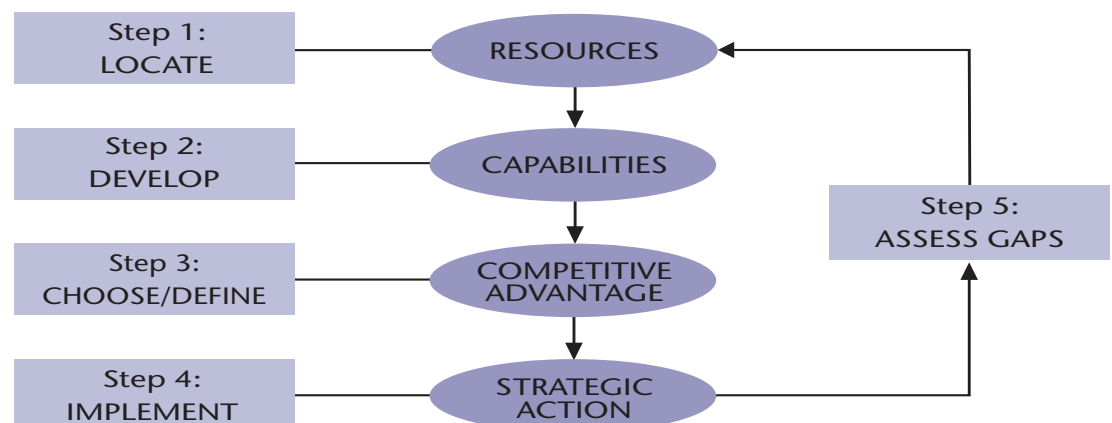 Step 1:
LOCATE
RESOURCES
Step 2:
DEVELOP
CAPABILITIES
Step 5:
ASSESS GAPS
Step 3:
CHOOSE/DEFINE
COMPETITIVE
ADVANTAGE
Step 4:
IMPLEMENT
STRATEGIC
ACTION